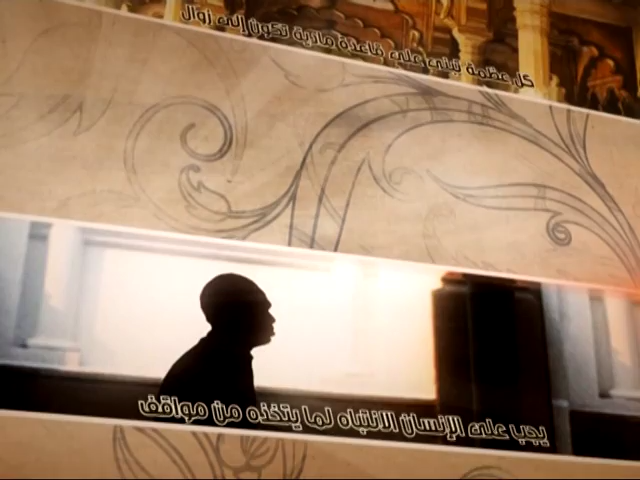 كل عظمة تبنى على قاعدة مادية تكون إلى زوال
يجب على الإنسان الانتباه لما يتخذه من مواقف